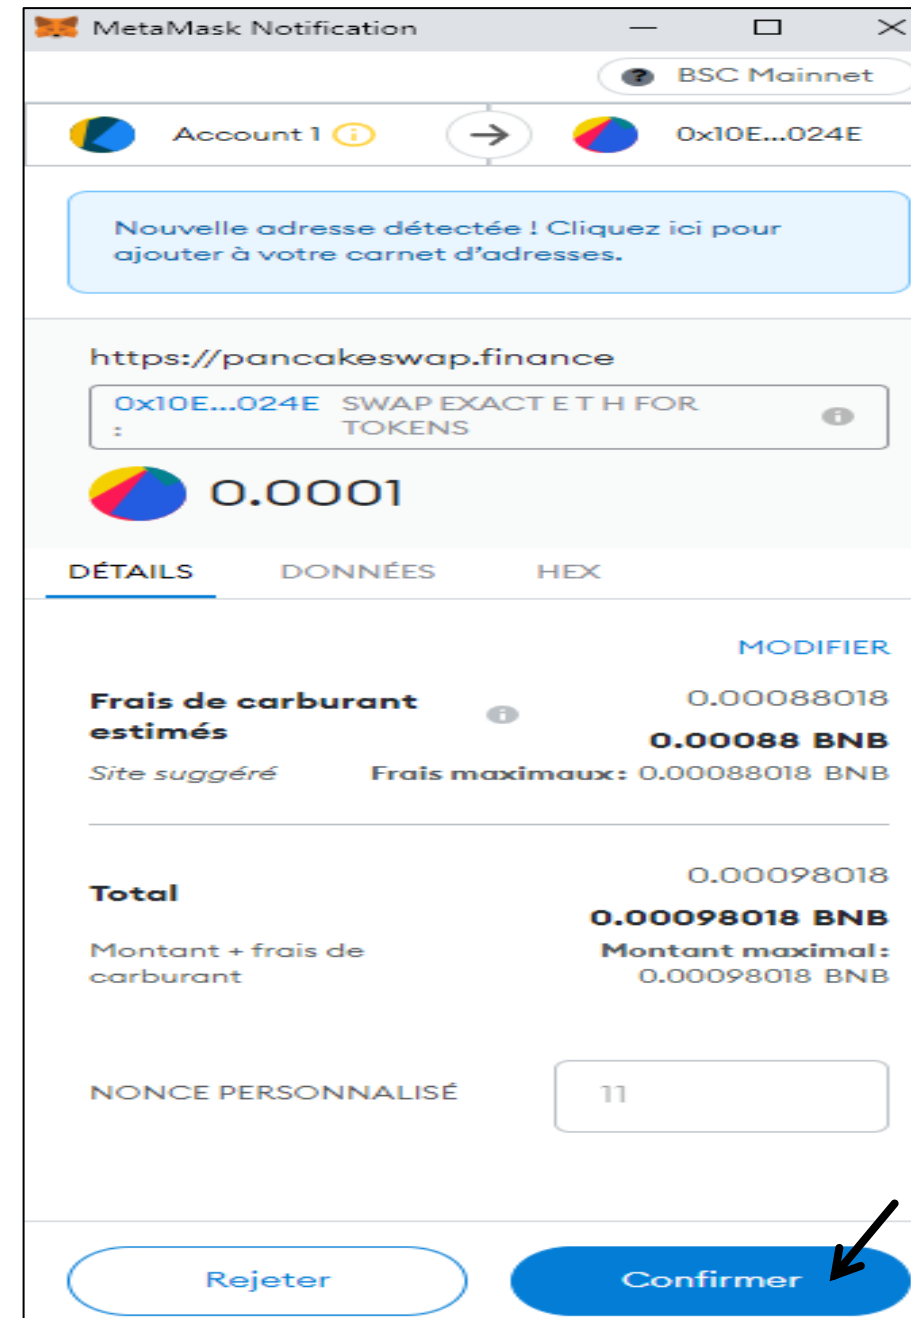 MetaMask Notification
BSC Mainnet
Account 1
0x10E...024E
Nouvelle adresse détectée ! Cliquez ici pour
ajouter à votre carnet d'adresses.
https://pancakeswap.finance
0x10E...024E SWAP EXACT E T H FOR
: TOKENS
0.0001
DÉTAILS DONNÉES HEX
MODIFIER
Frais de carburant 0.00088018
estimés 0.00088 BNB
Site suggéré Frais maximaux: 0.00088018 BNB
0.00098018
Total
0.00098018 BNB
Montant + frais de Montant maximal:
carburant 0.00098018 BNB
NONCE PERSONNALISÉ 11
Rejeter Confirmer